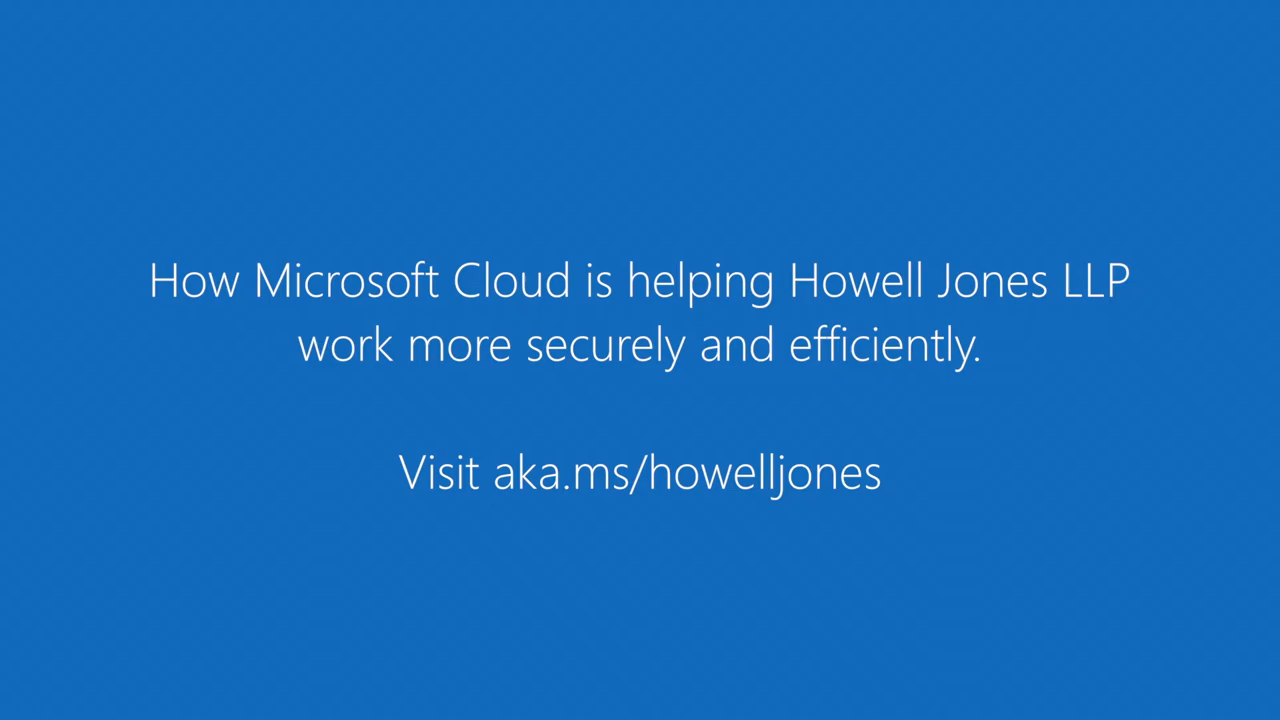 How Microsoft Cloud is helping Howell Jones LLP
work more securely and efficiently.
Visit aka.ms/howelljones